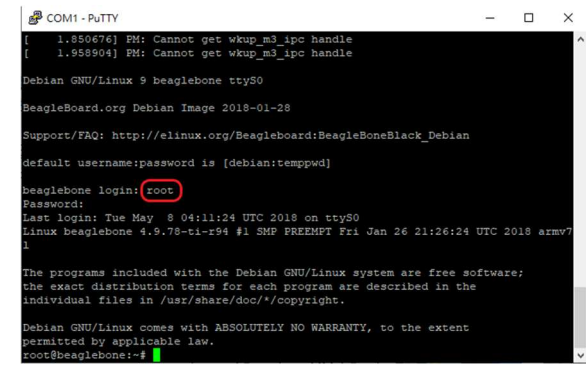 COM1 - PuTTY
[    1.850676] PM: Cannot get wkup_m3_ipc handle
[    1.958904] PM: Cannot get wkup_m3_ipc handle
Debian GNU/Linux 9 beaglebone ttyS0
BeagleBoard.org Debian Image 2018-01-28
Support/FAQ: http://elinux.org/Beagleboard:BeagleBoneBlack_Debian
default username:password is [debian:temppwd]
beaglebone login: root
Password:
Last login: Tue May  8 04:11:24 UTC 2018 on ttyS0
Linux beaglebone 4.9.78-ti-r94 #1 SMP PREEMPT Fri Jan 26 21:26:24 UTC 2018 armv7
l
The programs included with the Debian GNU/Linux system are free software;
the exact distribution terms for each program are described in the
individual files in /usr/share/doc/*/copyright.
Debian GNU/Linux comes with ABSOLUTELY NO WARRANTY, to the extent
permitted by applicable law.
root@beaglebone:~#